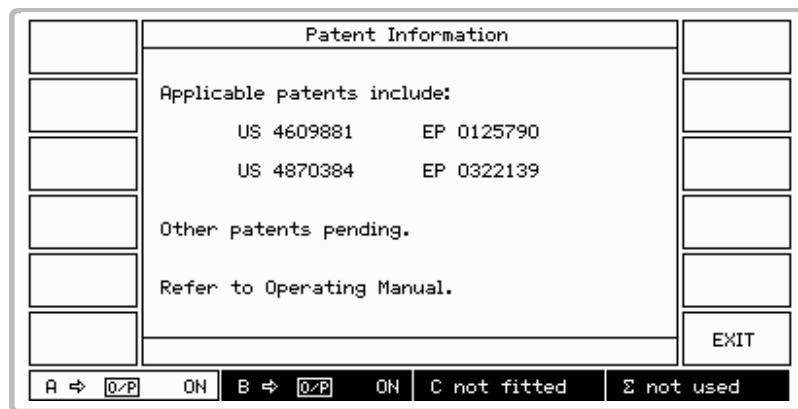 Patent Information
Applicable patents include:
US 4609881 EP 0125790
US 4870384 EP 0322139
Other patents pending.
Refer to Operating Manual.
EXIT
A ⇨ O/P ON B ⇨ O/P ON C not fitted Σ not used